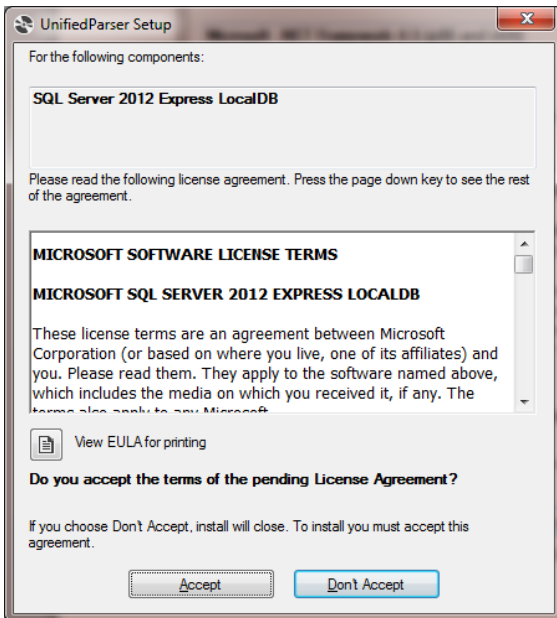 UnifiedParser Setup
For the following components:
SQL Server 2012 Express LocalDB
Please read the following license agreement. Press the page down key to see the rest
of the agreement.
MICROSOFT SOFTWARE LICENSE TERMS
MICROSOFT SQL SERVER 2012 EXPRESS LOCALDB
These license terms are an agreement between Microsoft
Corporation (or based on where you live, one of its affiliates) and
you. Please read them. They apply to the software named above,
which includes the media on which you received it, if any. The
terms also apply to any Microsoft
View EULA for printing
Do you accept the terms of the pending License Agreement?
If you choose Don't Accept, install will close. To install you must accept this
agreement.
Accept
Don't Accept